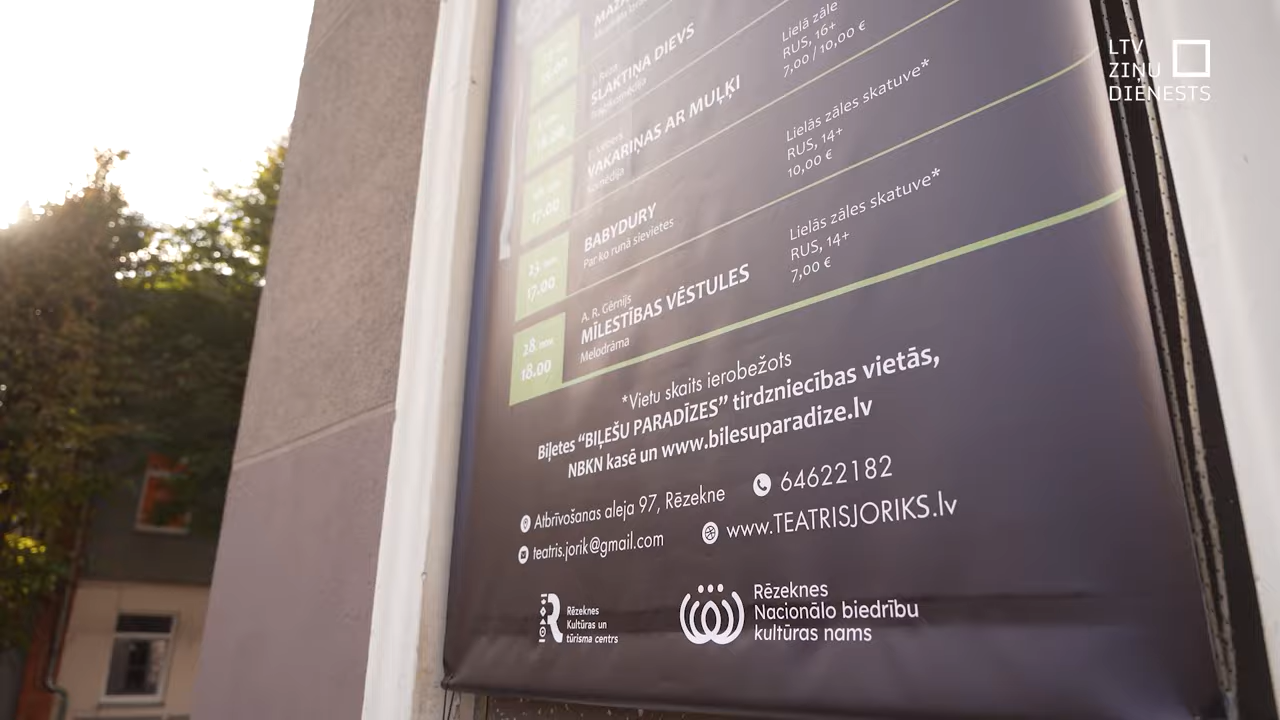 LTV
ZIŅU
DIENESTS
SLAKTIŅA DIEVS
Lielā zāle
RUS, 16+
7,00 / 10,00 €
VAKARIŅAS AR MUĻĶI
Komēdija
Lielās zāles skatuve*
RUS, 14+
10,00 €
17.00
BABYDURY
Par ko runā sievietes
Lielās zāles skatuve*
RUS, 14+
7,00 €
23.
17.00
A. R. Gērnijs
MĪLESTĪBAS VĒSTULES
Melodrāma
28.
18.00
*Vietu skaits ierobežots
Biļetes “BIĻEŠU PARADĪZES” tirdzniecības vietās,
NBKN kasē un www.bilesuparadize.lv
Atbrīvošanas aleja 97, Rēzekne
64622182
teatris.jorik@gmail.com
www.TEATRISJORIKS.lv
Rēzeknes
Kultūras un
tūrisma centrs
Rēzeknes
Nacionālo biedrību
kultūras nams